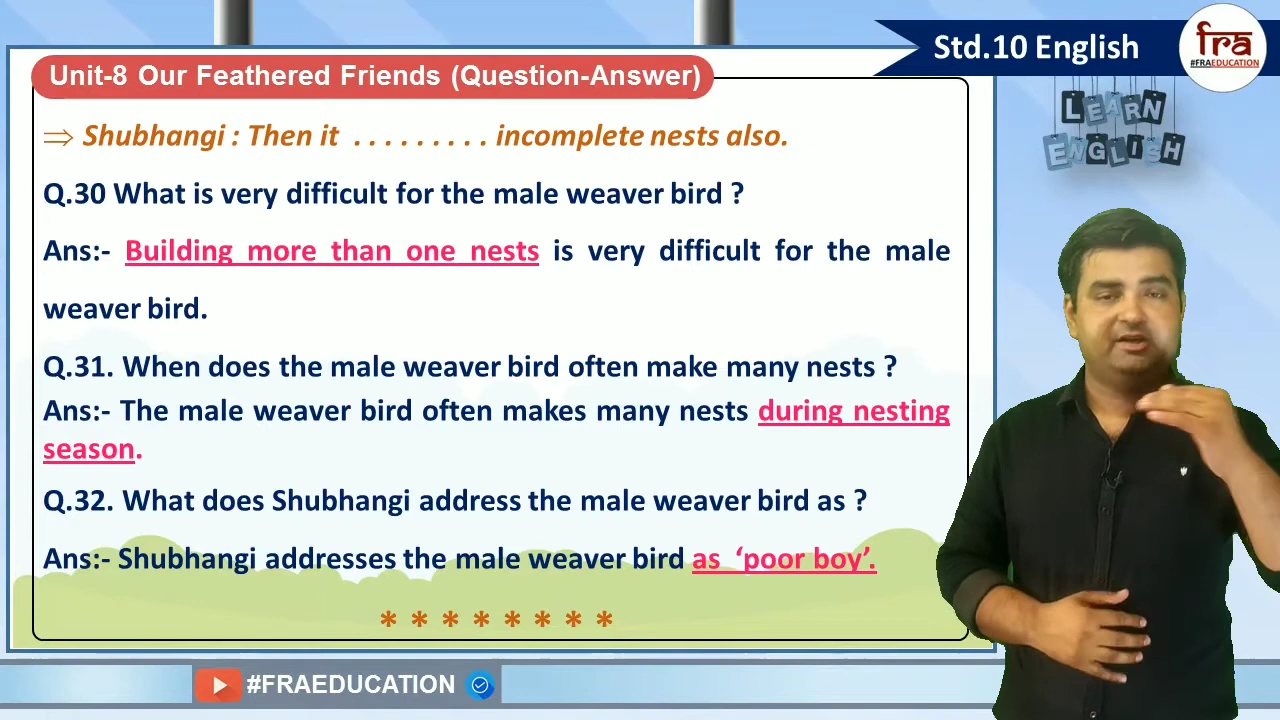 Std.10 English
fra
#FRAEDUCATION
Unit-8 Our Feathered Friends (Question-Answer)
LEARN
ENGLISH
⇒ Shubhangi : Then it . . . . . . . . . incomplete nests also.
Q.30 What is very difficult for the male weaver bird ?
Ans:- Building more than one nests is very difficult for the male
weaver bird.
Q.31. When does the male weaver bird often make many nests ?
Ans:- The male weaver bird often makes many nests during nesting
season.
Q.32. What does Shubhangi address the male weaver bird as ?
Ans:- Shubhangi addresses the male weaver bird as ‘poor boy’.
* * * * * * * *
#FRAEDUCATION